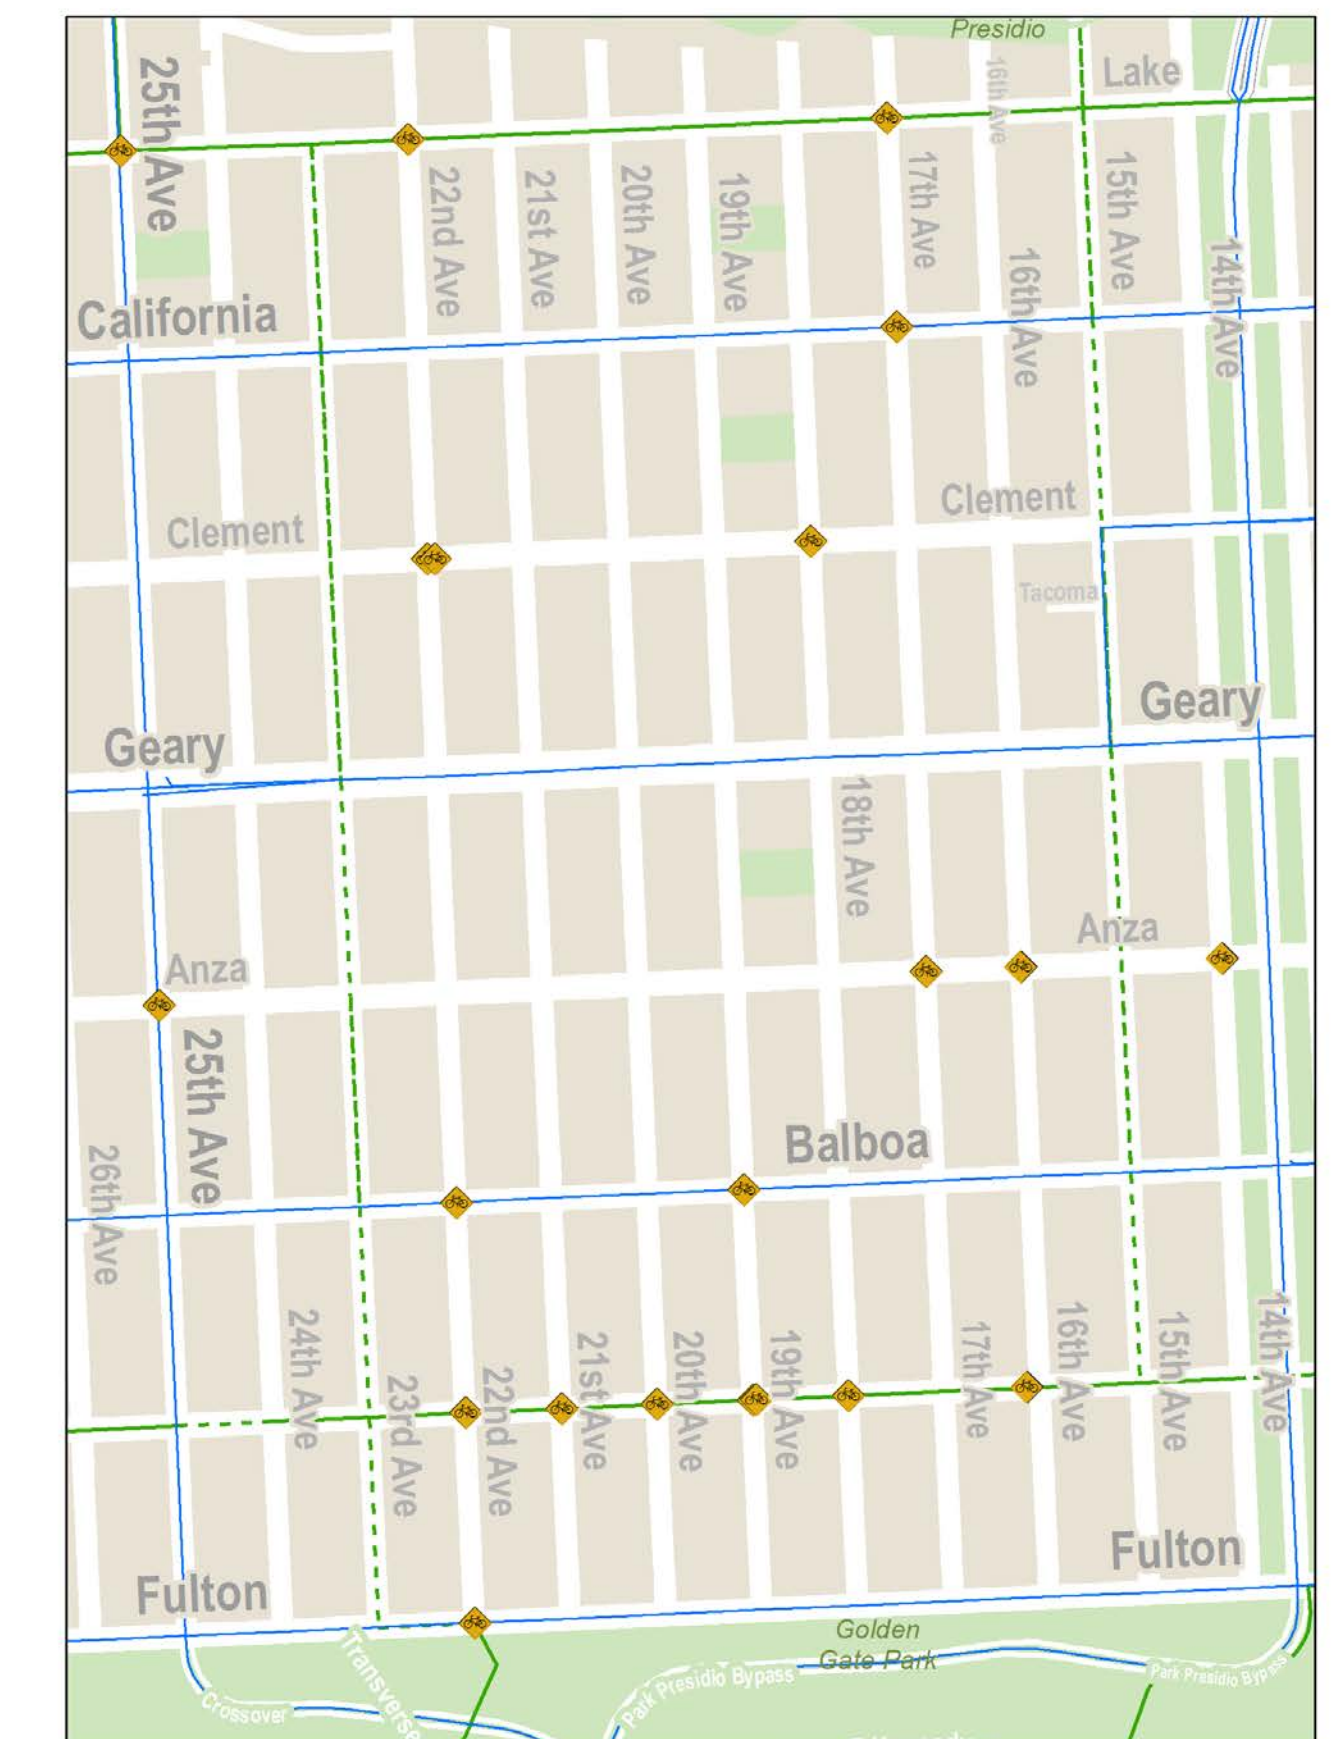 Presidio
Lake
25th Ave
16th Ave
22nd Ave
21st Ave
20th Ave
19th Ave
17th Ave
15th Ave
16th Ave
14th Ave
California
Clement
Clement
Tacoma
Geary
Geary
18th Ave
Anza
Anza
25th Ave
Balboa
26th Ave
24th Ave
23rd Ave
22nd Ave
21st Ave
20th Ave
19th Ave
17th Ave
16th Ave
15th Ave
14th Ave
Fulton
Fulton
Golden
Gate Park
Transverse
Crossover
Park Presidio Bypass
Park Presidio Bypass